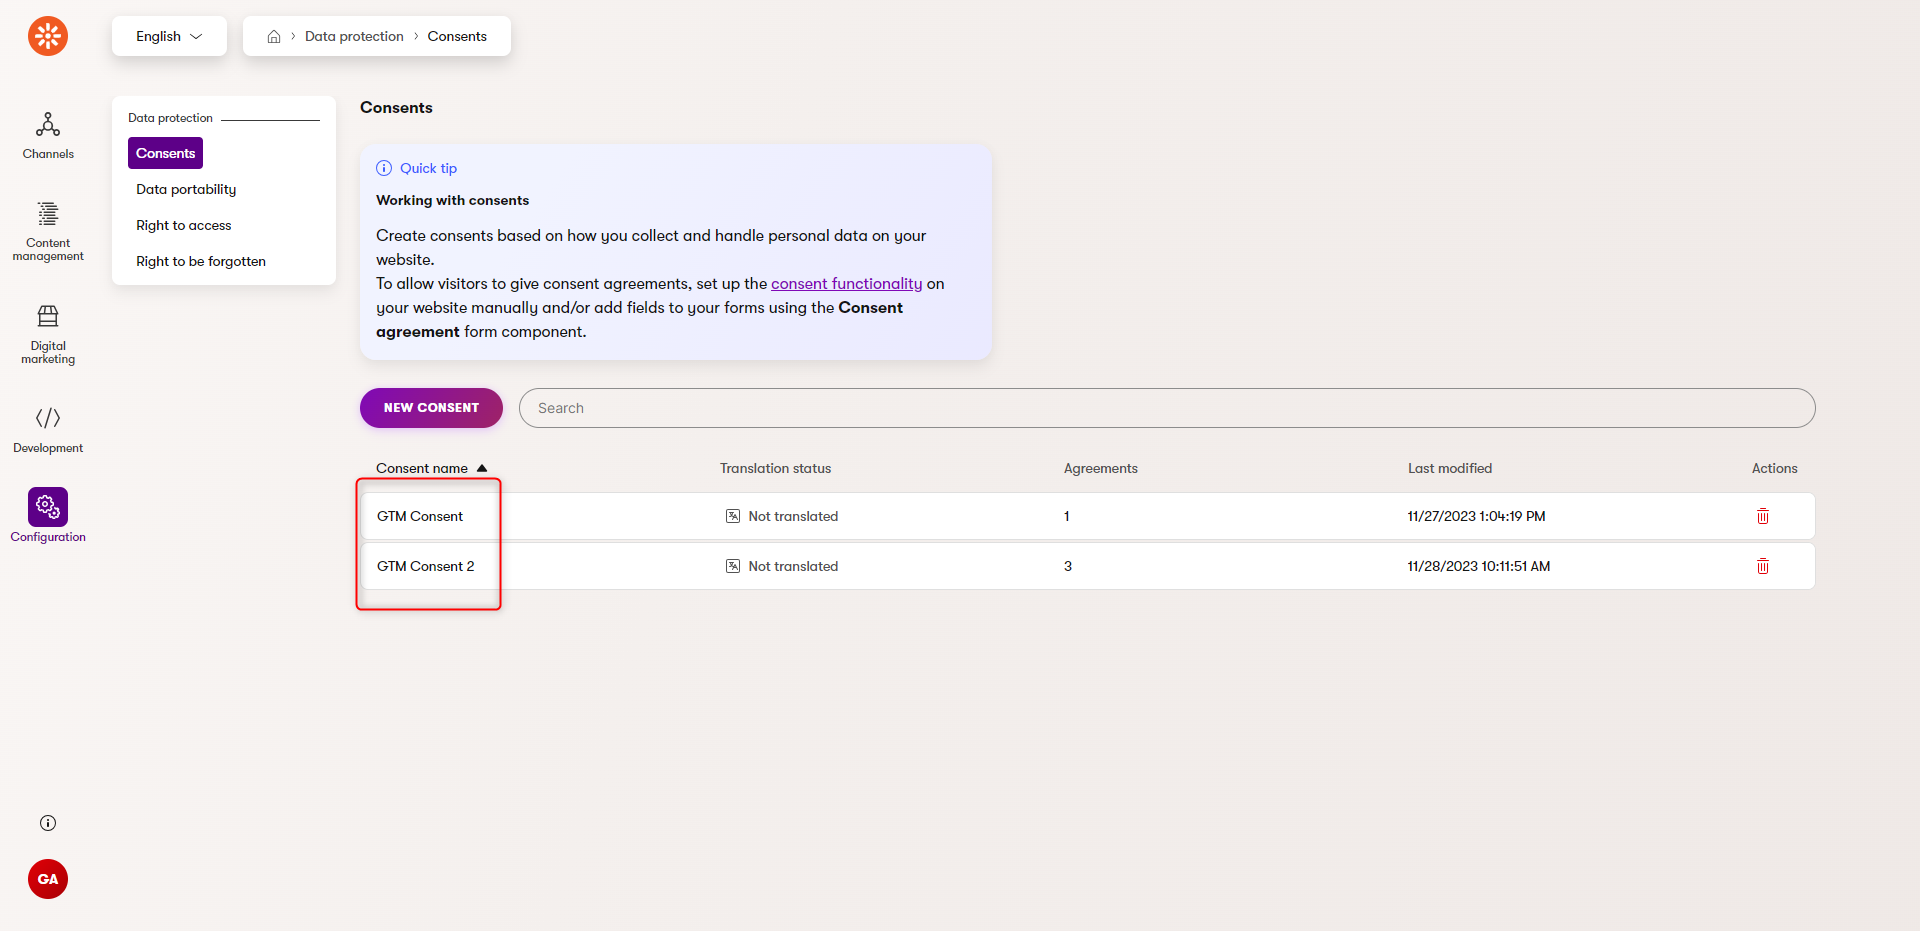 English
Data protection
Consents
Channels
Content
management
Digital
marketing
Development
Configuration
GA
Data protection
Consents
Data portability
Right to access
Right to be forgotten
Consents
Quick tip
Working with consents
Create consents based on how you collect and handle personal data on your
website.
To allow visitors to give consent agreements, set up the consent functionality on
your website manually and/or add fields to your forms using the Consent
agreement form component.
NEW CONSENT
Search
Consent name Translation status Agreements Last modified Actions
GTM Consent Not translated 1 11/27/2023 1:04:19 PM
GTM Consent 2 Not translated 3 11/28/2023 10:11:51 AM